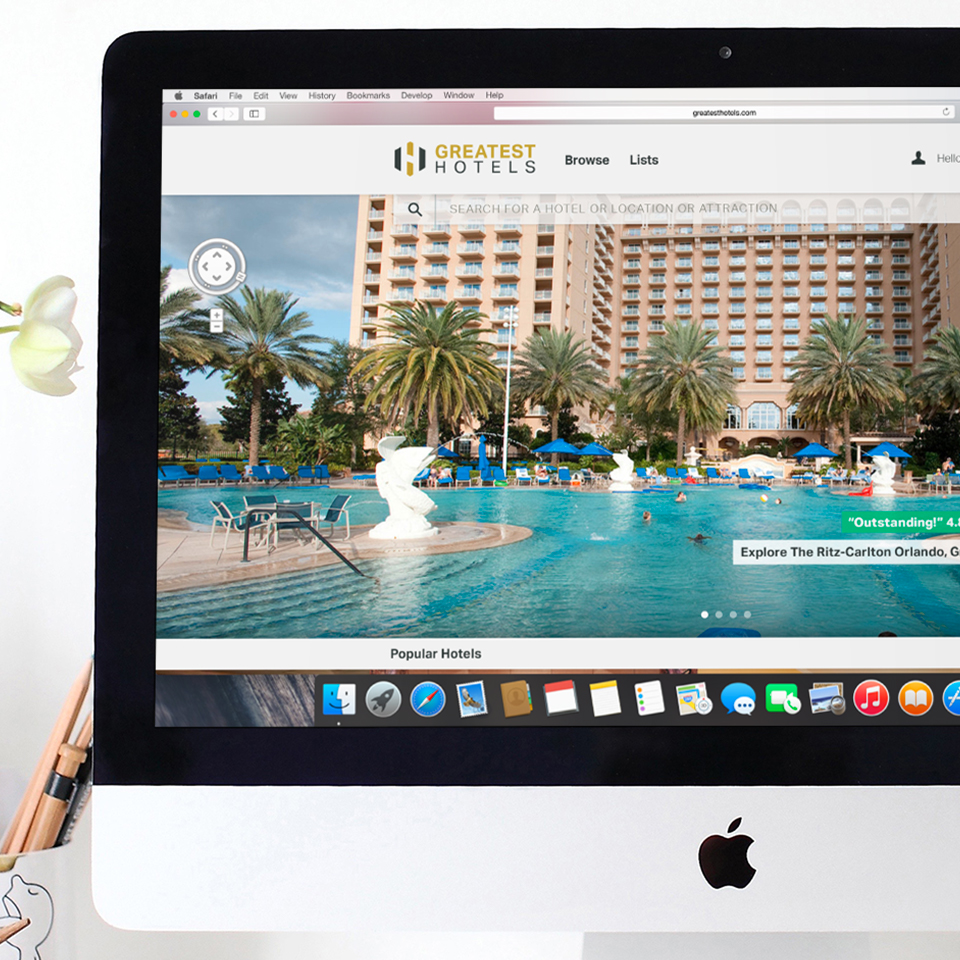 Safari File Edit View History Bookmarks Develop Window Help
greatesthotels.com
GREATEST
HOTELS
Browse Lists
Hello
SEARCH FOR A HOTEL OR LOCATION OR ATTRACTION
"Outstanding!" 4.8
Explore The Ritz-Carlton Orlando, G
Popular Hotels